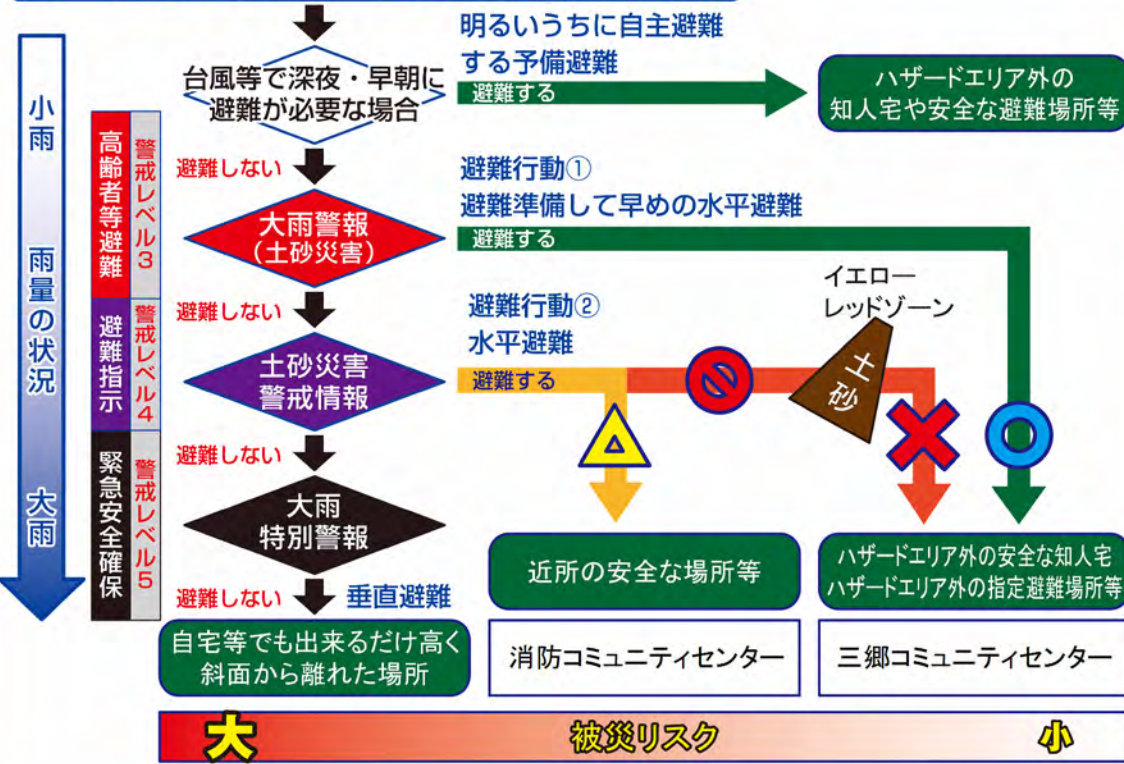 明るいうちに自主避難
する予備避難
避難する
台風等で深夜・早朝に
避難が必要な場合
ハザードエリア外の
知人宅や安全な避難場所等
小雨
雨量の状況
大雨
高齢者等避難
警戒レベル3
避難しない
避難行動①
避難準備して早めの水平避難
避難する
大雨警報
(土砂災害)
避難指示
警戒レベル4
避難しない
避難行動②
水平避難
避難する
土砂災害
警戒情報
イエロー
レッドゾーン
土砂
緊急安全確保
警戒レベル5
避難しない
大雨
特別警報
避難しない
垂直避難
自宅等でも出来るだけ高く
斜面から離れた場所
近所の安全な場所等
消防コミュニティセンター
ハザードエリア外の安全な知人宅
ハザードエリア外の指定避難場所等
三郷コミュニティセンター
大
被災リスク
小